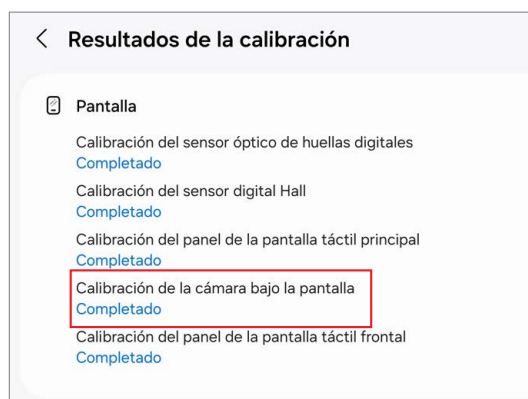 Resultados de la calibración
Pantalla
Calibración del sensor óptico de huellas digitales
Completado
Calibración del sensor digital Hall
Completado
Calibración del panel de la pantalla táctil principal
Completado
Calibración de la cámara bajo la pantalla
Completado
Calibración del panel de la pantalla táctil frontal
Completado